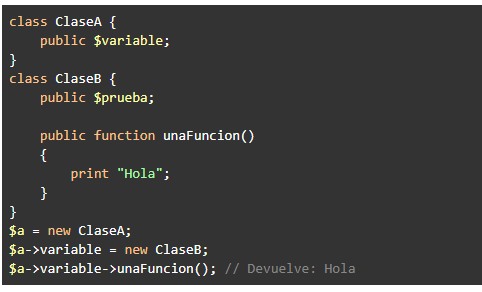 class ClaseA {
    public $variable;
}
class ClaseB {
    public $prueba;

    public function unaFuncion()
    {
        print "Hola";
    }
}
$a = new ClaseA;
$a->variable = new ClaseB;
$a->variable->unaFuncion(); // Devuelve: Hola